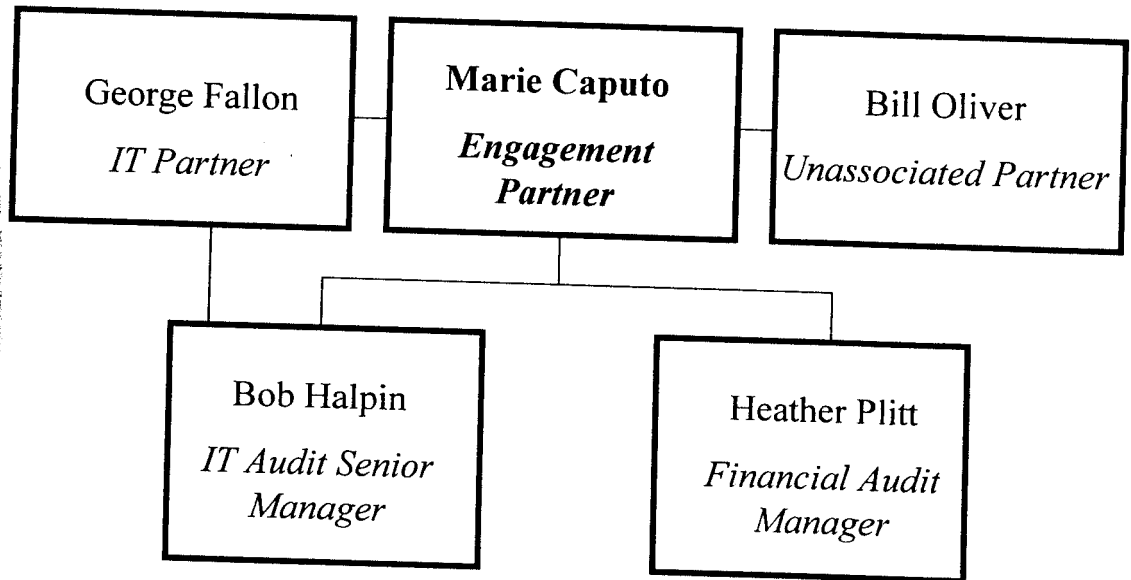 George Fallon
IT Partner
Marie Caputo
Engagement
Partner
Bill Oliver
Unassociated Partner
Bob Halpin
IT Audit Senior
Manager
Heather Plitt
Financial Audit
Manager